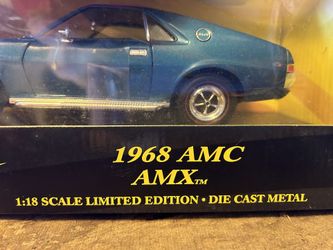 1968 AMC
AMX™
1:18 SCALE LIMITED EDITION • DIE CAST METAL